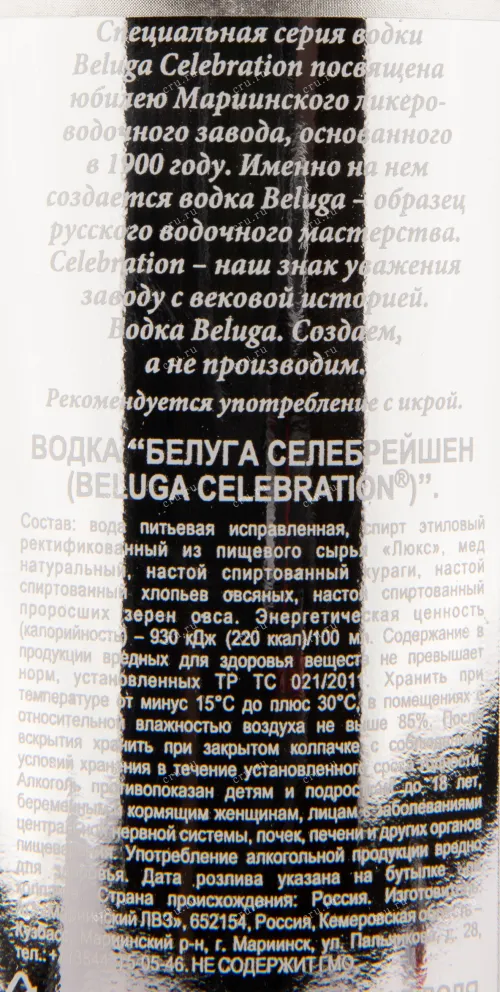 Специальная серия водки
Beluga Celebration посвящена
юбилею Мариинского ликеро-
водочного завода, основанного
в 1900 году. Именно на нем
создается водка Beluga – образец
русского водочного мастерства.
Celebration – наш знак уважения
заводу с вековой историей.
Водка Beluga. Создаем,
а не производим.
Рекомендуется употребление с икрой.
ВОДКА “БЕЛУГА СЕЛЕБРЕЙШЕН
(BELUGA CELEBRATION®)”.
Состав: вода питьевая исправленная, спирт этиловый
ректификованный из пищевого сырья «Люкс», мед
натуральный, настой спиртованный кураги, настой
спиртованный хлопьев овсяных, настой спиртованный
проросших зерен овса. Энергетическая ценность
(калорийность) – 930 кДж (220 ккал)/100 мл. Содержание в
продукции вредных для здоровья веществ не превышает
норм, установленных ТР ТС 021/2011. Хранить при
температуре от минус 15°С до плюс 30°С, в помещениях с
относительной влажностью воздуха не выше 85%. После
вскрытия хранить при закрытом колпачке с
условий хранения в течение установленного срока
Алкоголь противопоказан детям и подросткам до 18 лет,
беременным и кормящим женщинам, лицам с заболеваниями
центральной нервной системы, почек, печени и других органов
Употребление алкогольной продукции вредно
для Дата розлива указана на бутылке
Страна происхождения: Россия. Изготовитель
ЛВЗ», 652154, Россия, Кемеровская область –
Кузбасс, Мариинский р-н, г. Мариинск, ул. Пальчикова, д. 28,
тел.: 5-05-46. НЕ СОДЕРЖИТ ГМО.